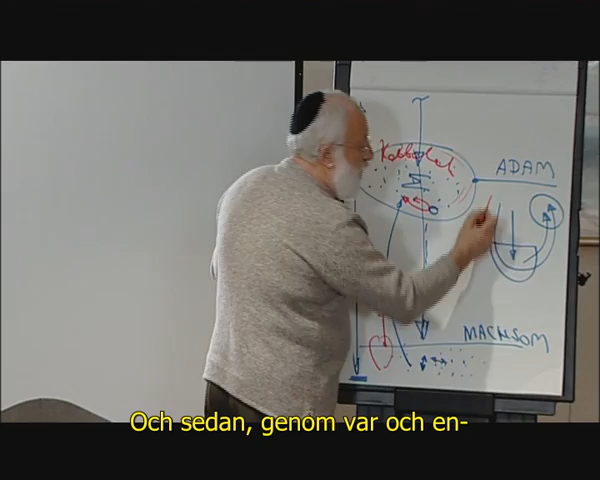 Kabbalah
ADAM
MACHSOM
Och sedan, genom var och en-